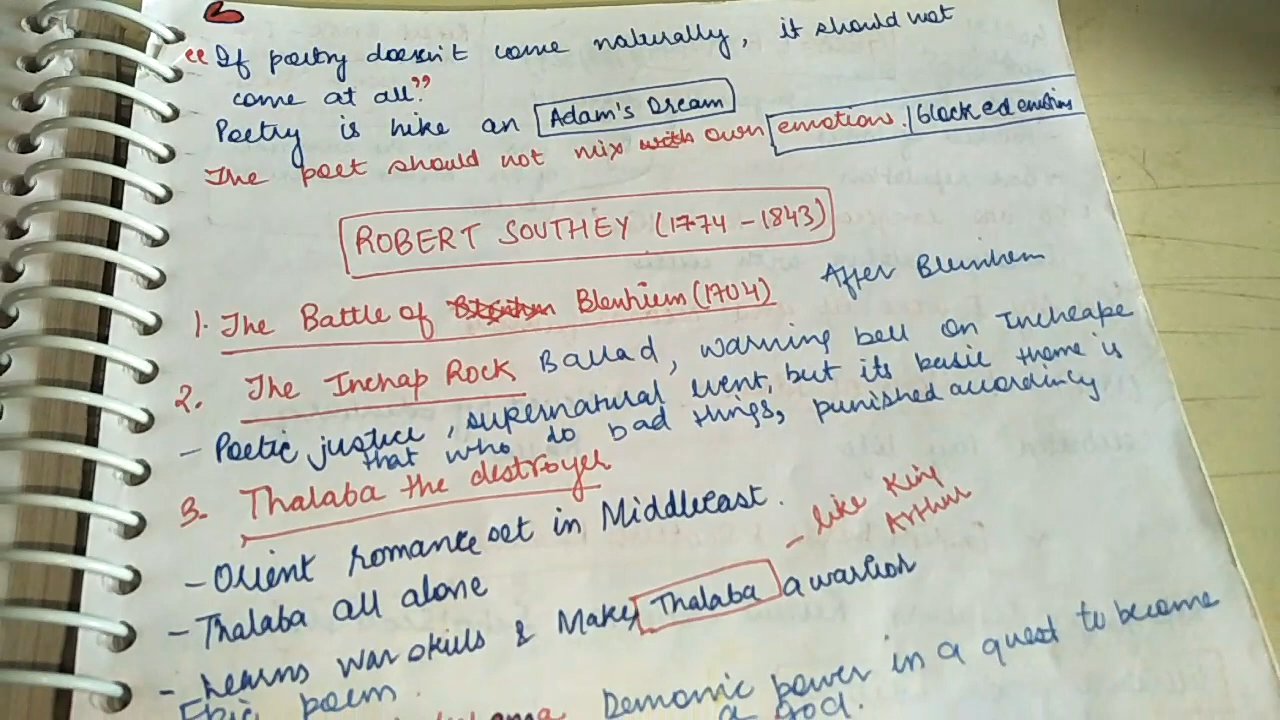 "If poetry doesn't come naturally, it should not
come at all."
Poetry is like an Adam's Dream
The poet should not mix with own emotion. / blocked emotions
ROBERT SOUTHEY (1774-1843)
1. The Battle of Blenhiem (1704) After Bleinhem
2. The Inchap Rock Ballad, warning bell on Incheape
- Poetic justice, supernatural event, but its basic theme is
that who do bad things, punished accordingly
3. Thalaba the destroyer
- Orient romance set in Middleeast.
- Thalaba all alone
- like King
Arthur
- Learns war skills & Makes Thalaba a warrior
Epic poem
Demonic power in a quest to become
a god.